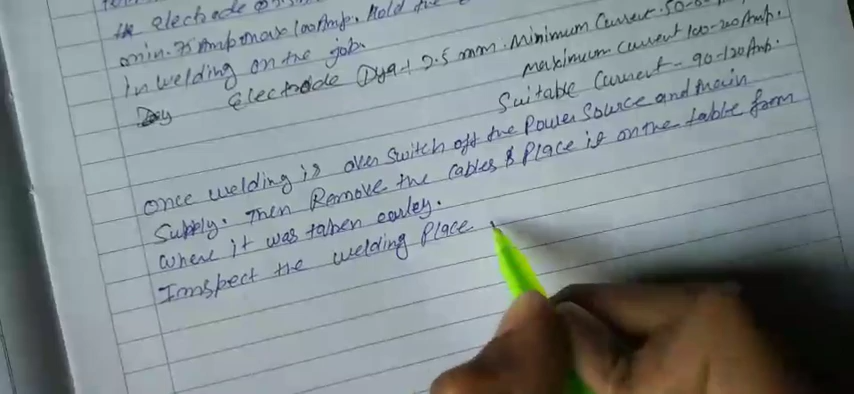 the electrode
min. 75 Amp max 100 Amp. Hold the
in welding on the job.
Electrode Dya - 2.5 mm. Minimum Current - 50-
maximum current 100-20 Amp.
Suitable Current - 90-120 Amp.
Once welding is over switch off the Power Source and main
Supply. Then Remove the cables & Place it on the table form
where it was taken earley.
Inspect the welding Place